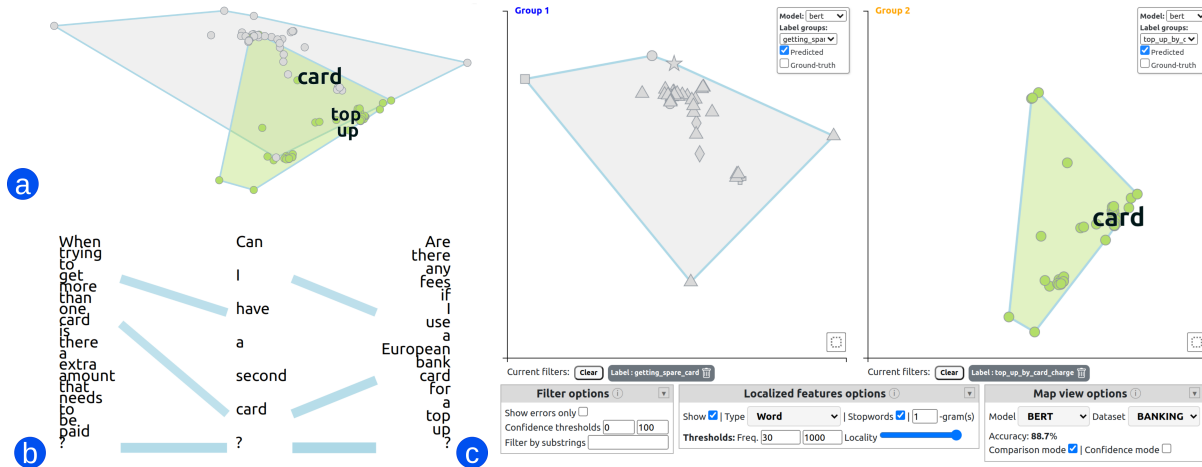 card
top
up
a
When
trying
to
get
more
than
one
card
is
there
a
extra
amount
that
needs
to
be
paid
?
Can
I
have
a
second
card
?
Are
there
any
fees
if
I
use
a
European
bank
card
for
a
top
up
?
b
c
Group 1
Model: bert
Label groups:
getting_spar
Predicted
Ground-truth
Current filters: Clear Label : getting_spare_card
Group 2
Model: bert
Label groups:
top_up_by_c
Predicted
Ground-truth
card
Current filters: Clear Label : top_up_by_card_charge
Filter options
Show errors only
Confidence thresholds 0 100
Filter by substrings
Localized features options
Show | Type Word | Stopwords | 1 -gram(s)
Thresholds: Freq. 30 1000 Locality
Map view options
Model BERT Dataset BANKING
Accuracy: 88.7%
Comparison mode | Confidence mode